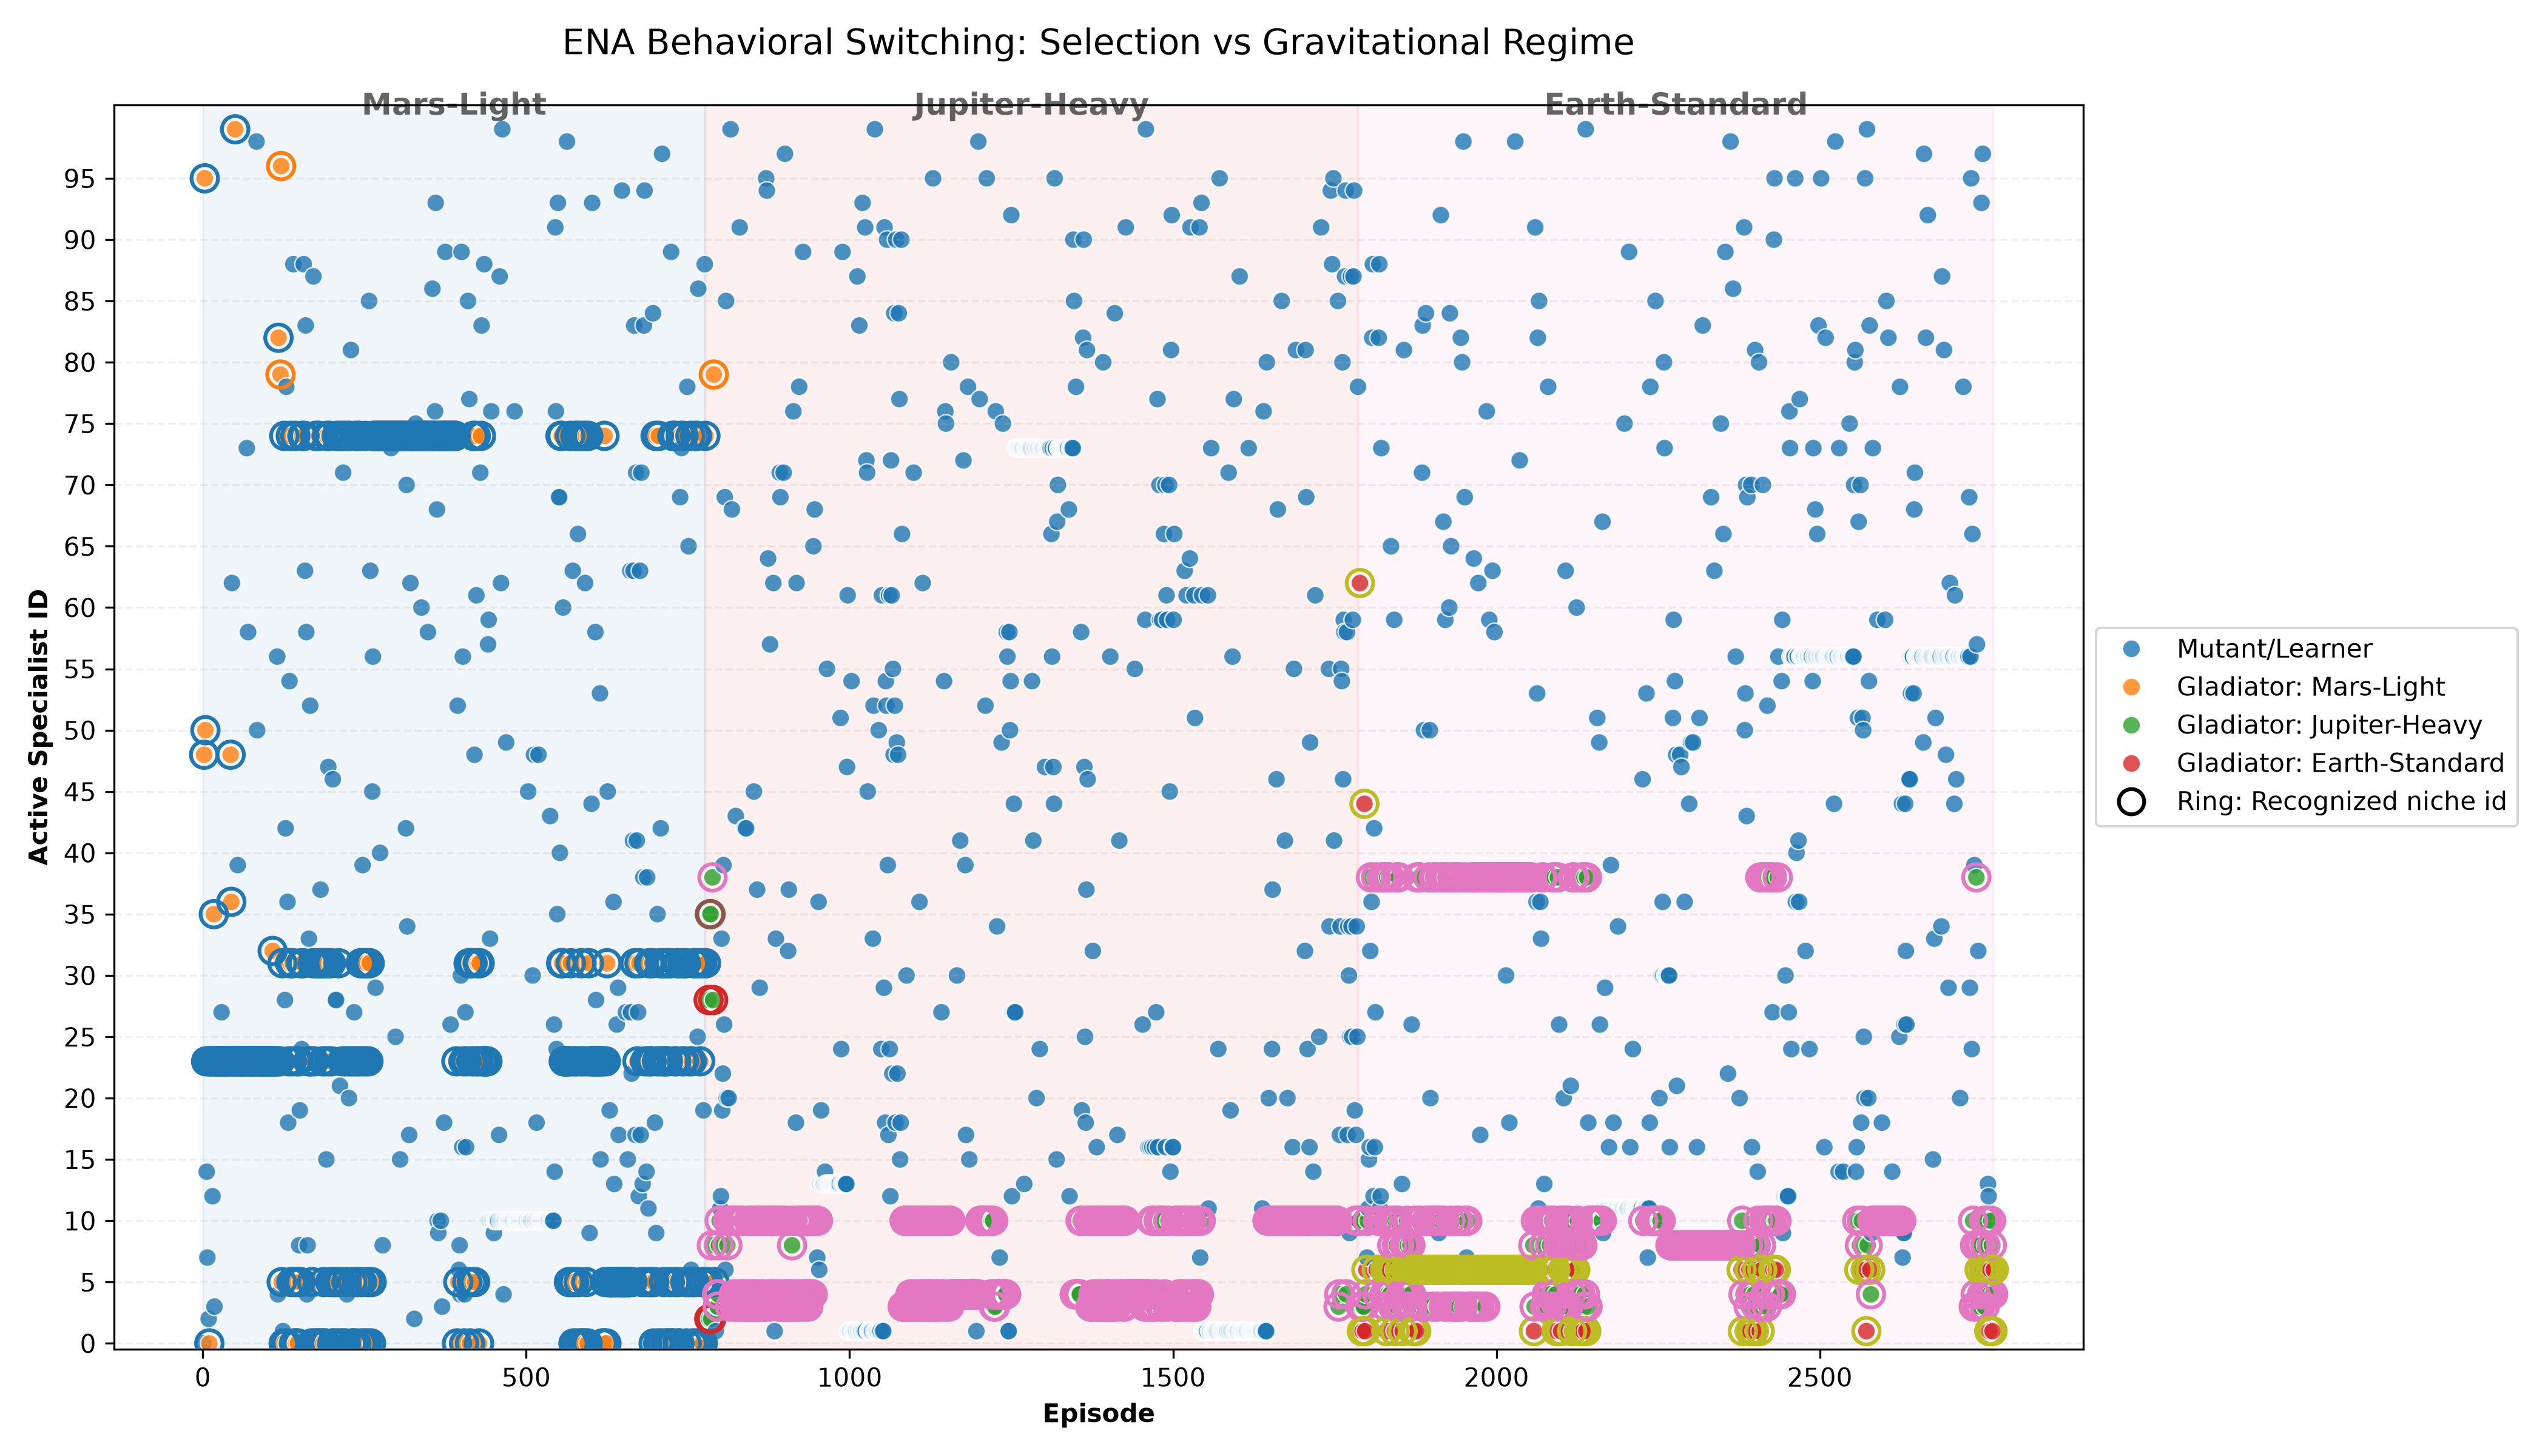 ENA Behavioral Switching: Selection vs Gravitational Regime
Mars-Light
Jupiter-Heavy
Earth-Standard
Active Specialist ID
95
90
85
80
75
70
65
60
55
50
45
40
35
30
25
20
15
10
5
0
0
500
1000
1500
2000
2500
Episode
Mutant/Learner
Gladiator: Mars-Light
Gladiator: Jupiter-Heavy
Gladiator: Earth-Standard
Ring: Recognized niche id